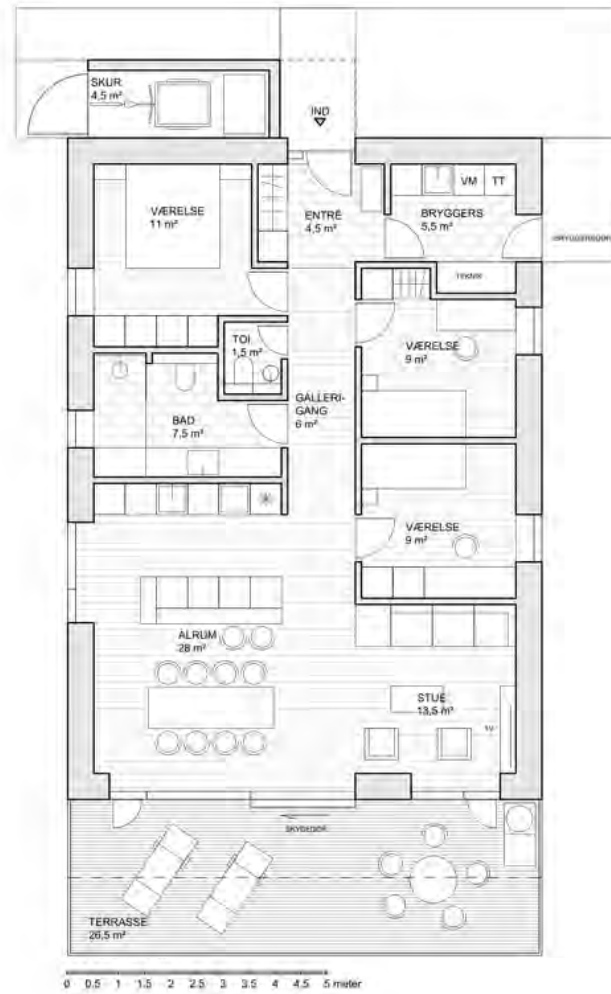 SKUR
4,5 m²
IND
VÆRELSE
11 m²
ENTRÉ
4,5 m²
BRYGGERS
5,5 m²
VM
TT
BRYGGERSDØR
TEKNIK
TOI.
1,5 m²
VÆRELSE
9 m²
GALLERI-
GANG
6 m²
BAD
7,5 m²
VÆRELSE
9 m²
ALRUM
28 m²
STUE
13,5 m²
TV
SKYDEDØR
TERRASSE
26,5 m²
0 0.5 1 1.5 2 2.5 3 3.5 4 4.5 5 meter